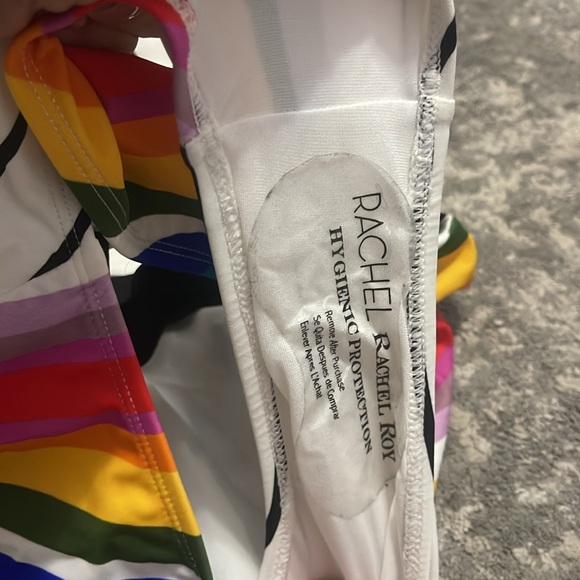 RACHEL RACHEL ROY
HYGIENIC PROTECTION
Remove After Purchase
Se Quita Despues de Comprar
Enlever Apres L'Achat